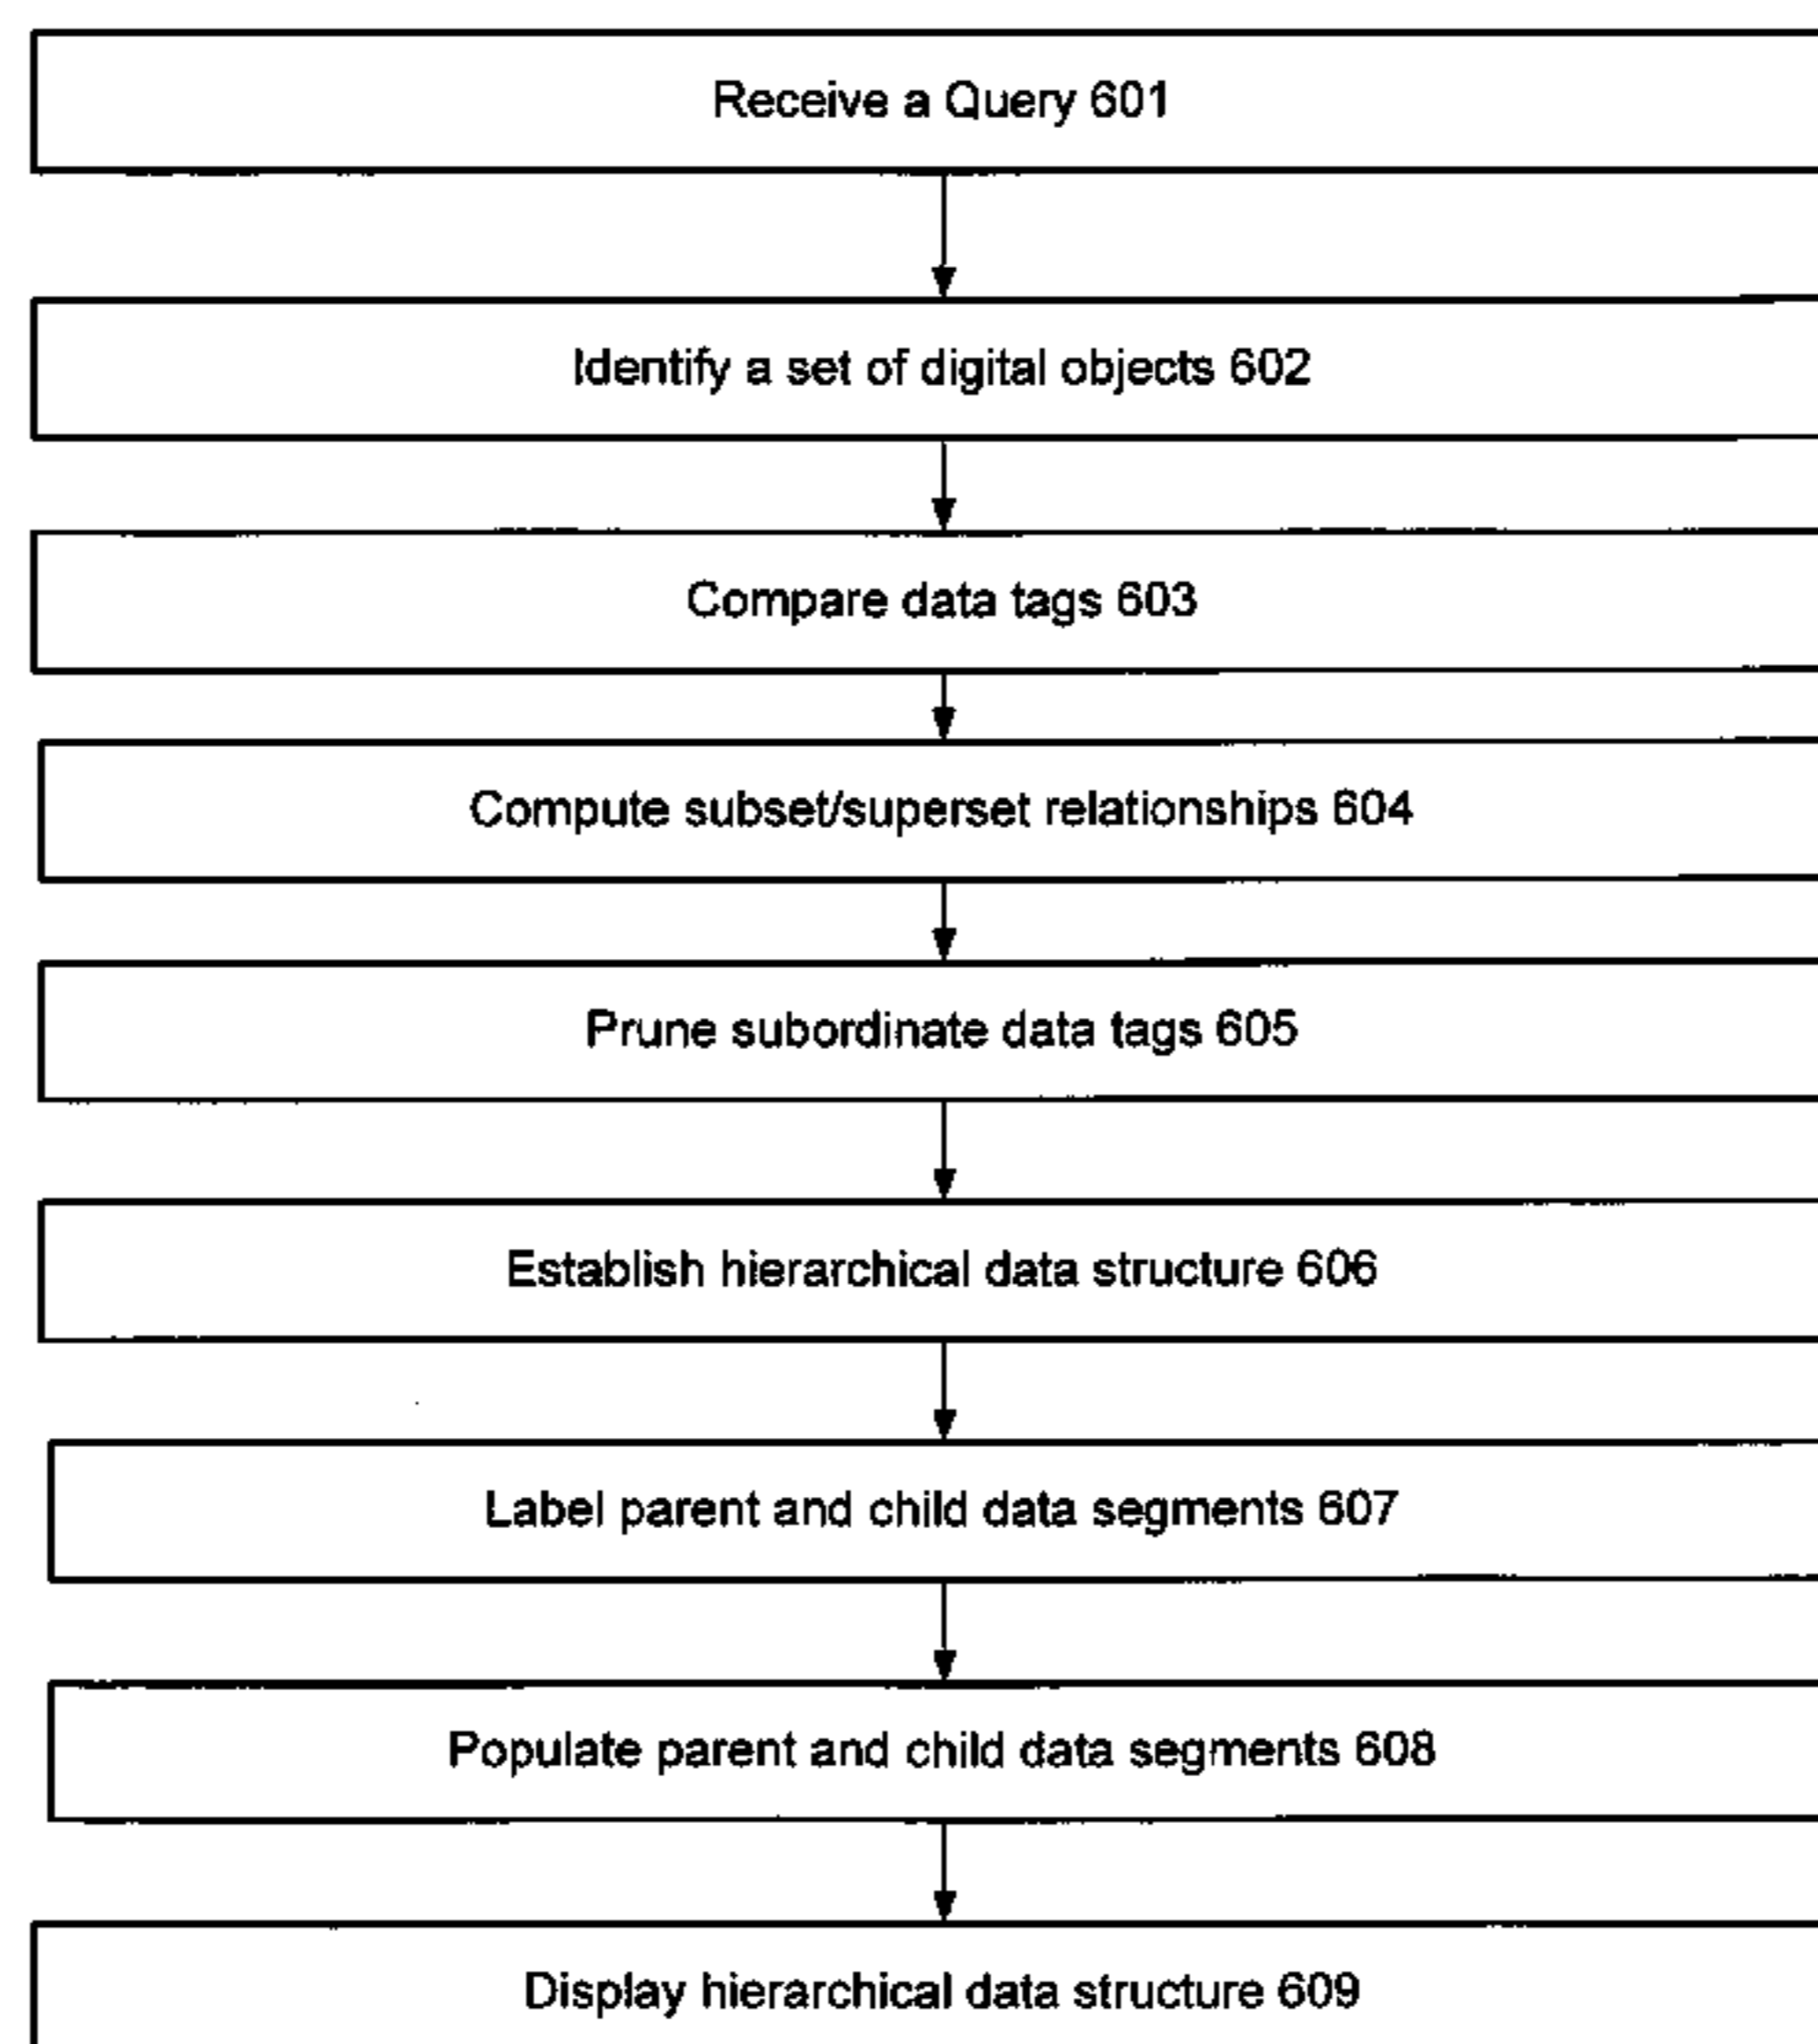 Receive a Query 601
Identify a set of digital objects 602
Compare data tags 603
Compute subset/superset relationships 604
Prune subordinate data tags 605
Establish hierarchical data structure 606
Label parent and child data segments 607
Populate parent and child data segments 608
Display hierarchical data structure 609